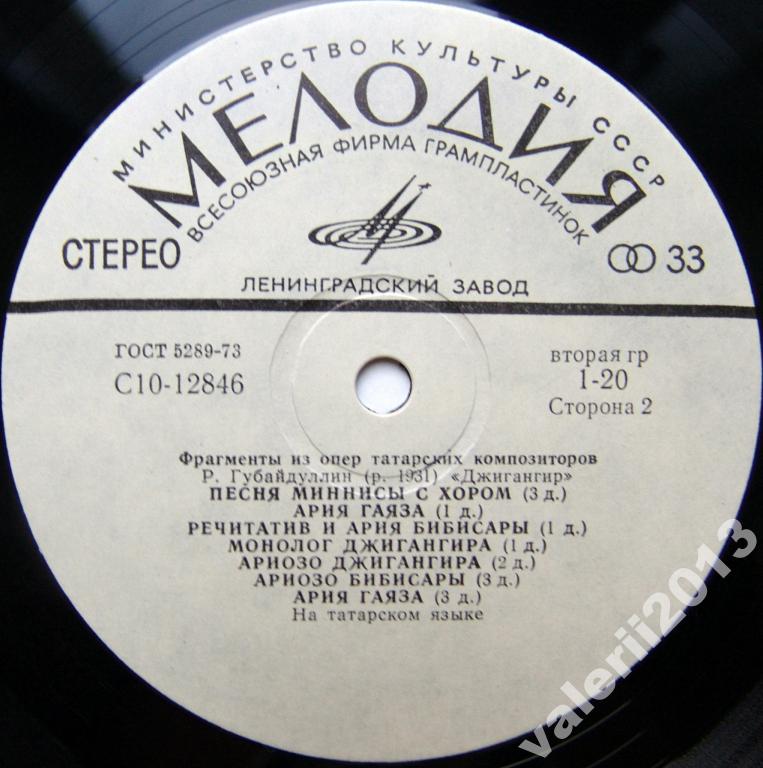 МИНИСТЕРСТВО КУЛЬТУРЫ СССР
МЕЛОДИЯ
ВСЕСОЮЗНАЯ ФИРМА ГРАМПЛАСТИНОК
СТЕРЕО
33
ЛЕНИНГРАДСКИЙ ЗАВОД
ГОСТ 5289-73
С10-12846
вторая гр
1-20
Сторона 2
Фрагменты из опер татарских композиторов
Р. Губайдуллин (р. 1931) «Джигангир»
ПЕСНЯ МИННИСЫ С ХОРОМ (3 д.)
АРИЯ ГАЯЗА (1 д.)
РЕЧИТАТИВ И АРИЯ БИБИСАРЫ (1 д.)
МОНОЛОГ ДЖИГАНГИРА (1 д.)
АРИОЗО ДЖИГАНГИРА (2 д.)
АРИОЗО БИБИСАРЫ (3 д.)
АРИЯ ГАЯЗА (3 д.)
На татарском языке
valerii2013